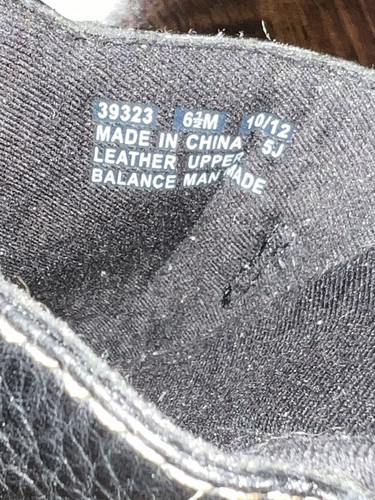 39323 6½M 10/12
MADE IN CHINA 5J
LEATHER UPPER
BALANCE MAN MADE